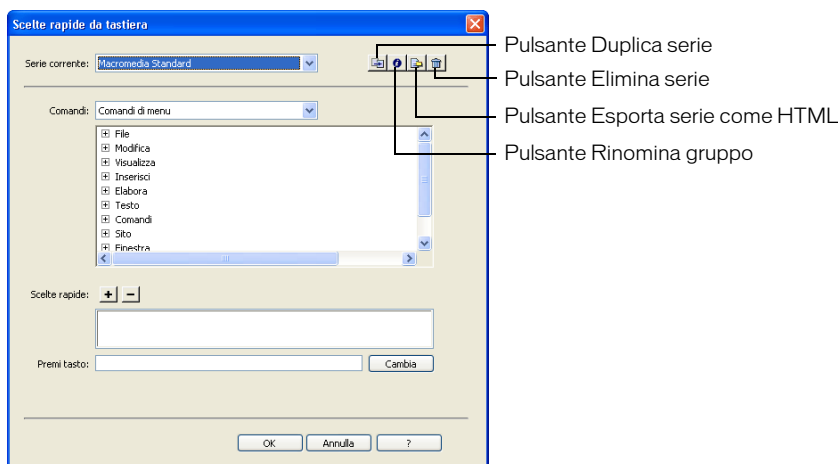 Scelte rapide da tastiera
Serie corrente: Macromedia Standard
Comandi: Comandi di menu
File
Modifica
Visualizza
Inserisci
Elabora
Testo
Comandi
Sito
Finestra
Scelte rapide:
Premi tasto:
Cambia
OK
Annulla
?
Pulsante Duplica serie
Pulsante Elimina serie
Pulsante Esporta serie come HTML
Pulsante Rinomina gruppo